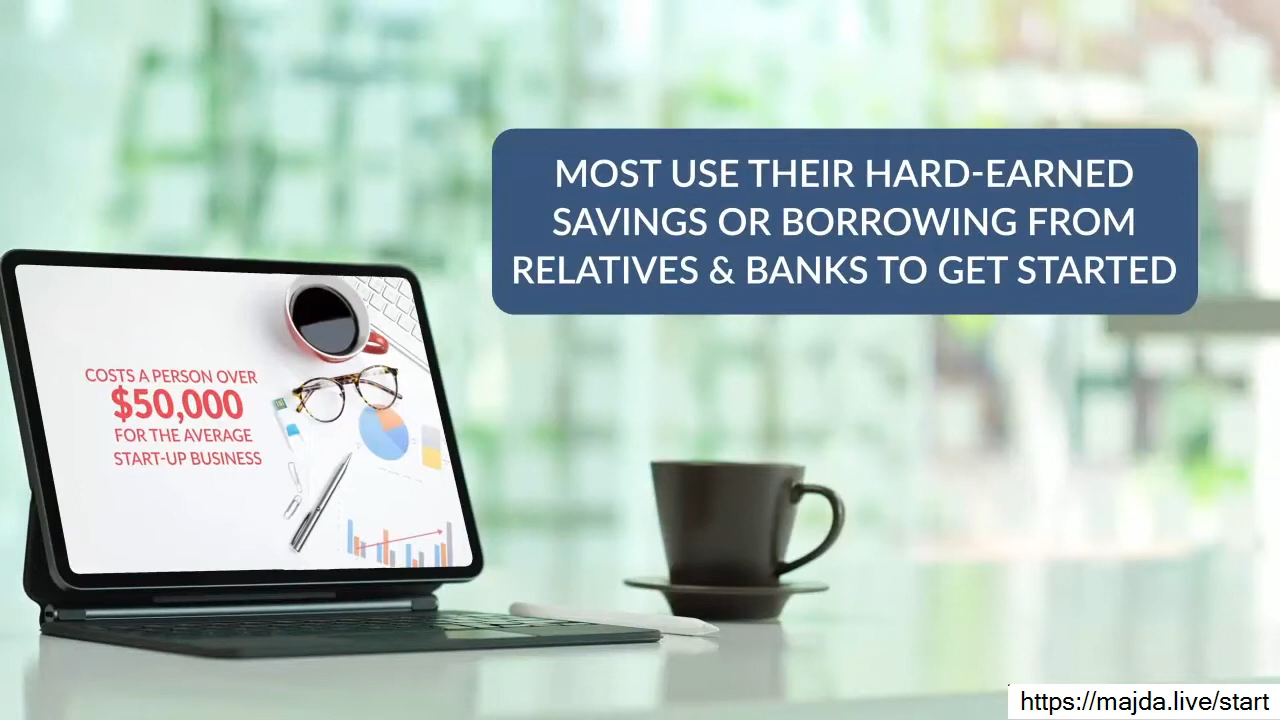 MOST USE THEIR HARD-EARNED
SAVINGS OR BORROWING FROM
RELATIVES & BANKS TO GET STARTED
COSTS A PERSON OVER
$50,000
FOR THE AVERAGE
START-UP BUSINESS
https://majda.live/start